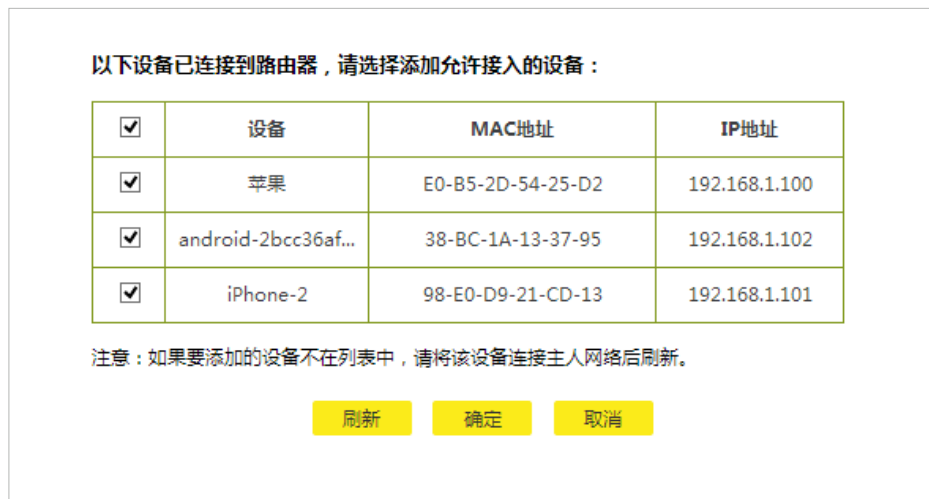 以下设备已连接到路由器，请选择添加允许接入的设备：
设备 MAC地址 IP地址
苹果 E0-B5-2D-54-25-D2 192.168.1.100
android-2bcc36af... 38-BC-1A-13-37-95 192.168.1.102
iPhone-2 98-E0-D9-21-CD-13 192.168.1.101
注意：如果要添加的设备不在列表中，请将该设备连接主人网络后刷新。
刷新 确定 取消